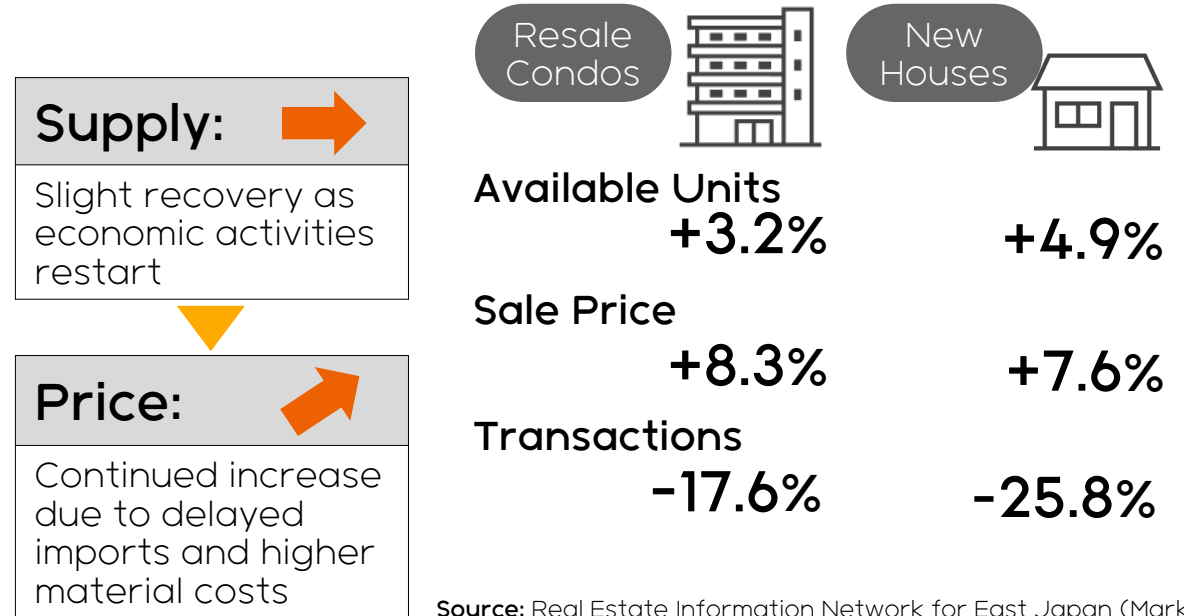 Supply:
Slight recovery as
economic activities
restart
Price:
Continued increase
due to delayed
imports and higher
material costs
Resale
Condos
New
Houses
Available Units
+3.2%
+4.9%
Sale Price
+8.3%
+7.6%
Transactions
-17.6%
-25.8%
Source: Real Estate Information Network for East Japan (Mark